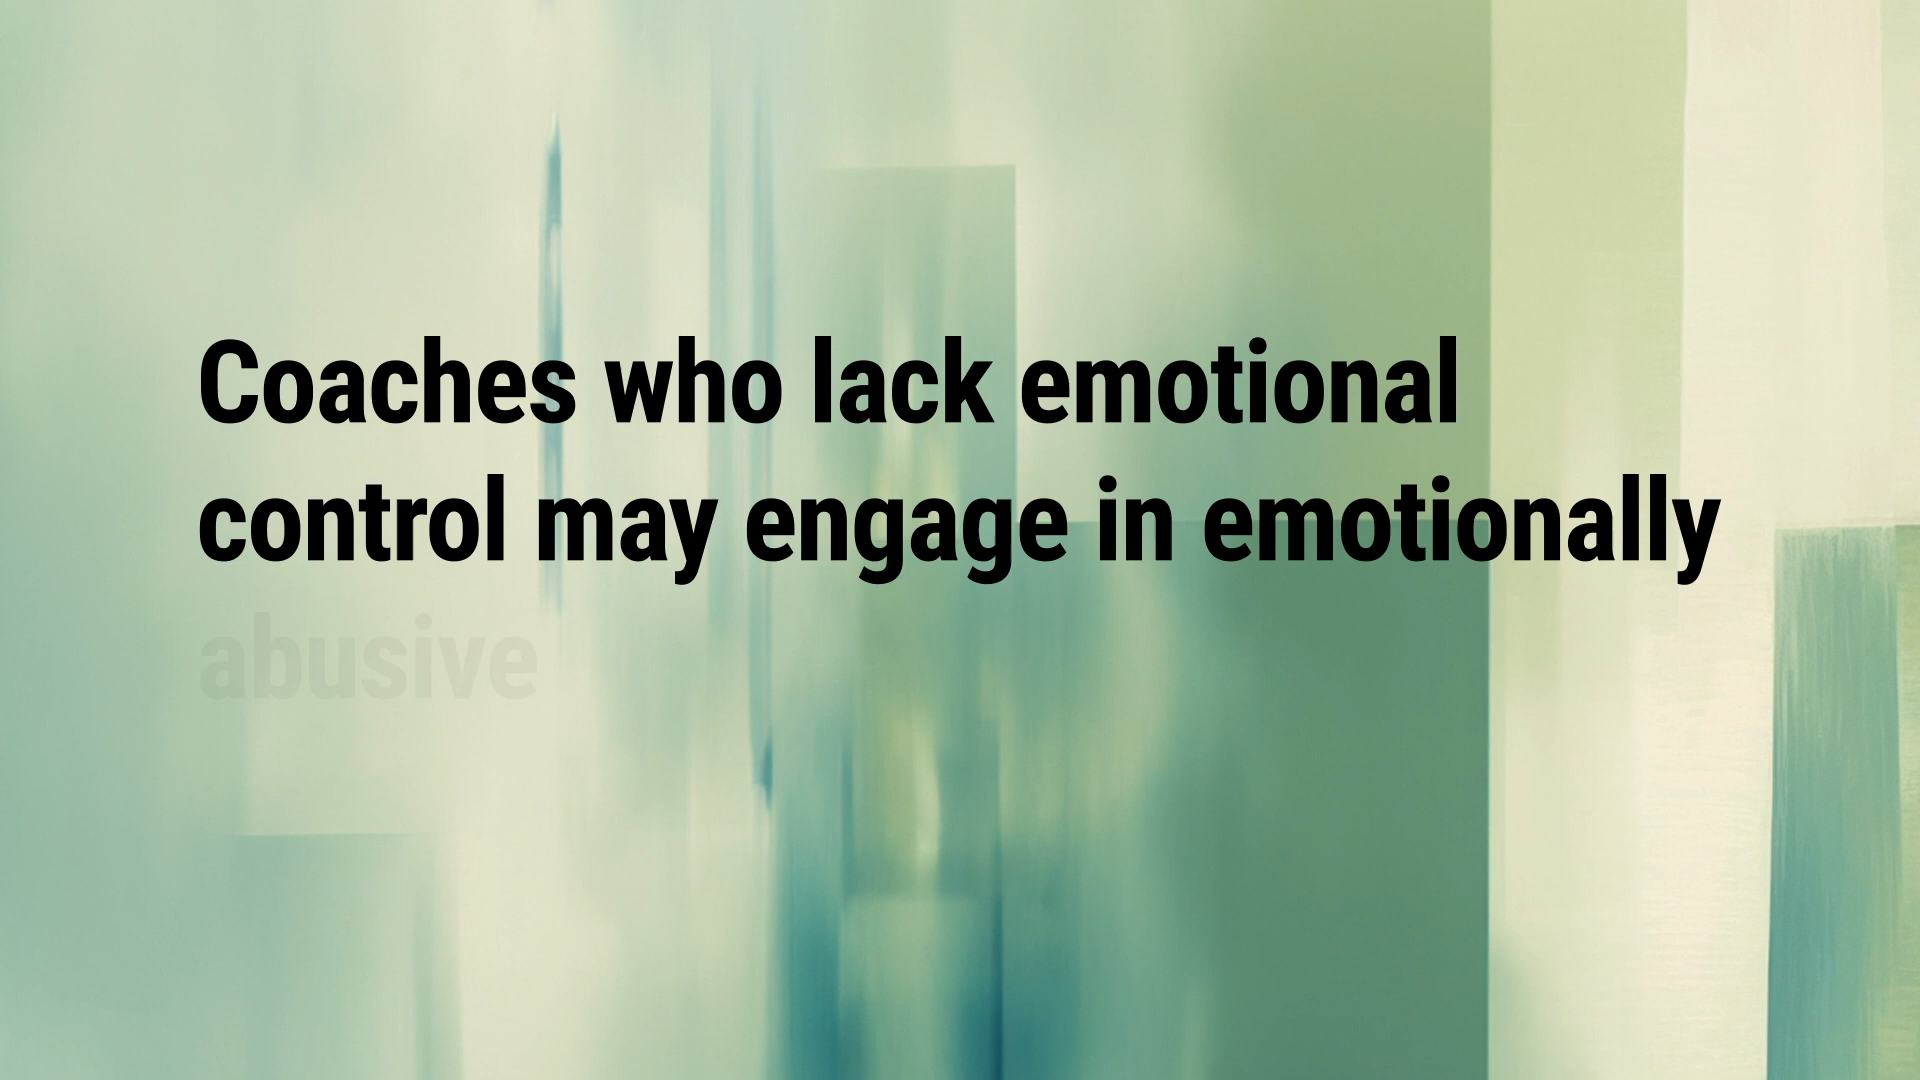 Coaches who lack emotional
control may engage in emotionally
abusive